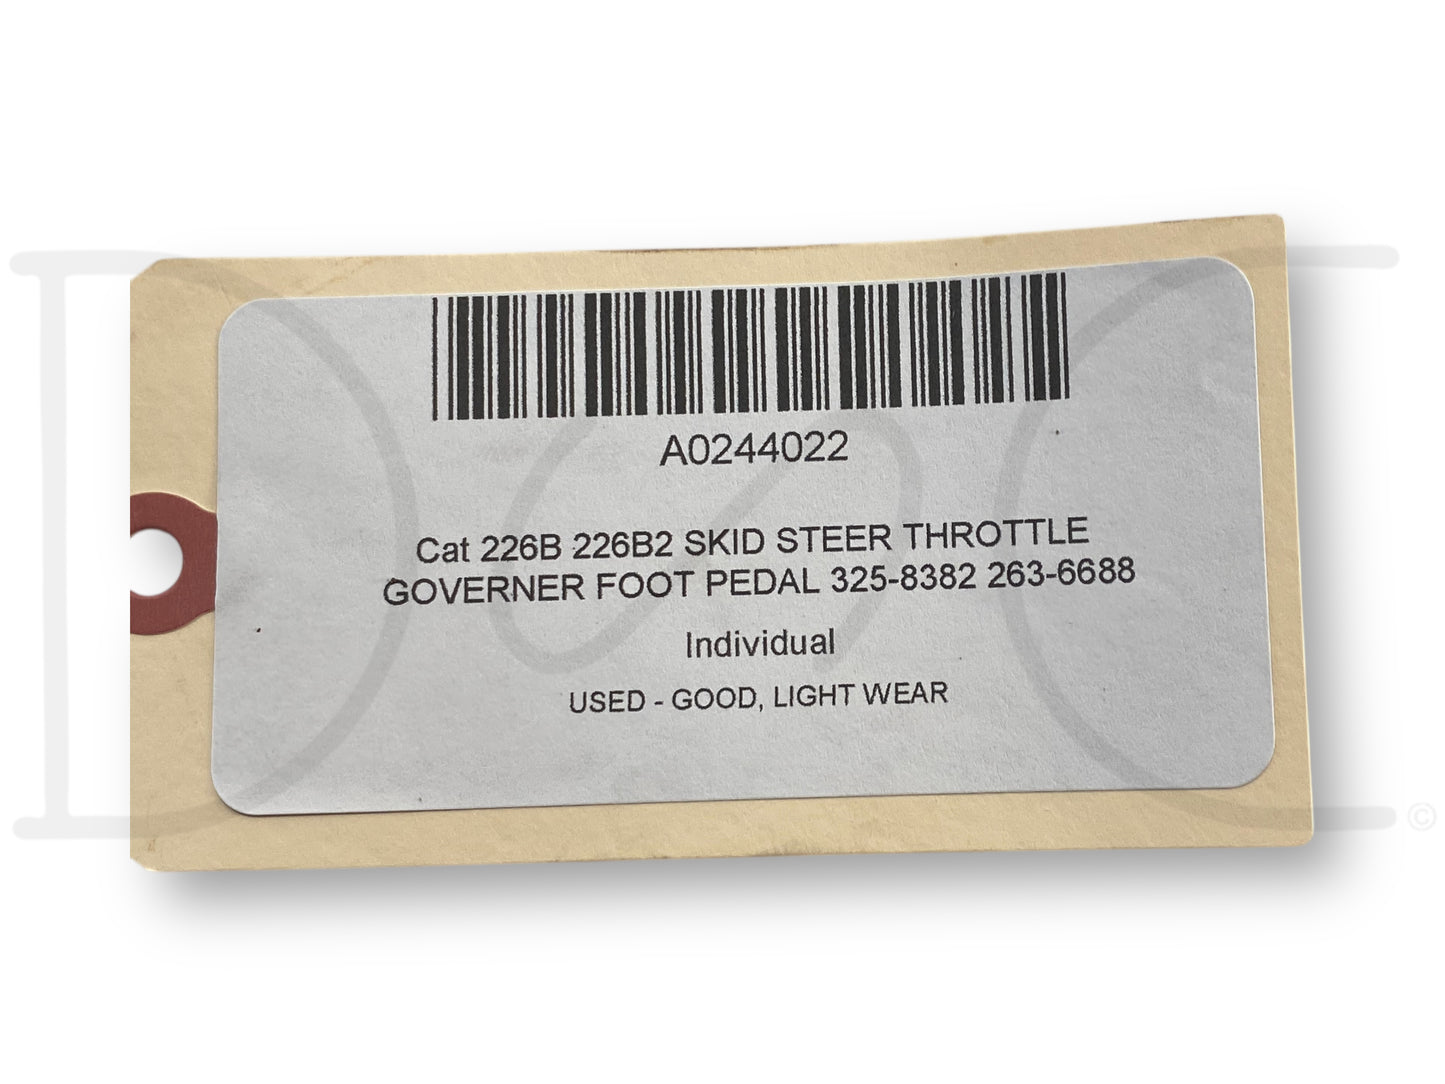 A0244022
Cat 226B 226B2 SKID STEER THROTTLE
GOVERNER FOOT PEDAL 325-8382 263-6688
Individual
USED - GOOD, LIGHT WEAR
©